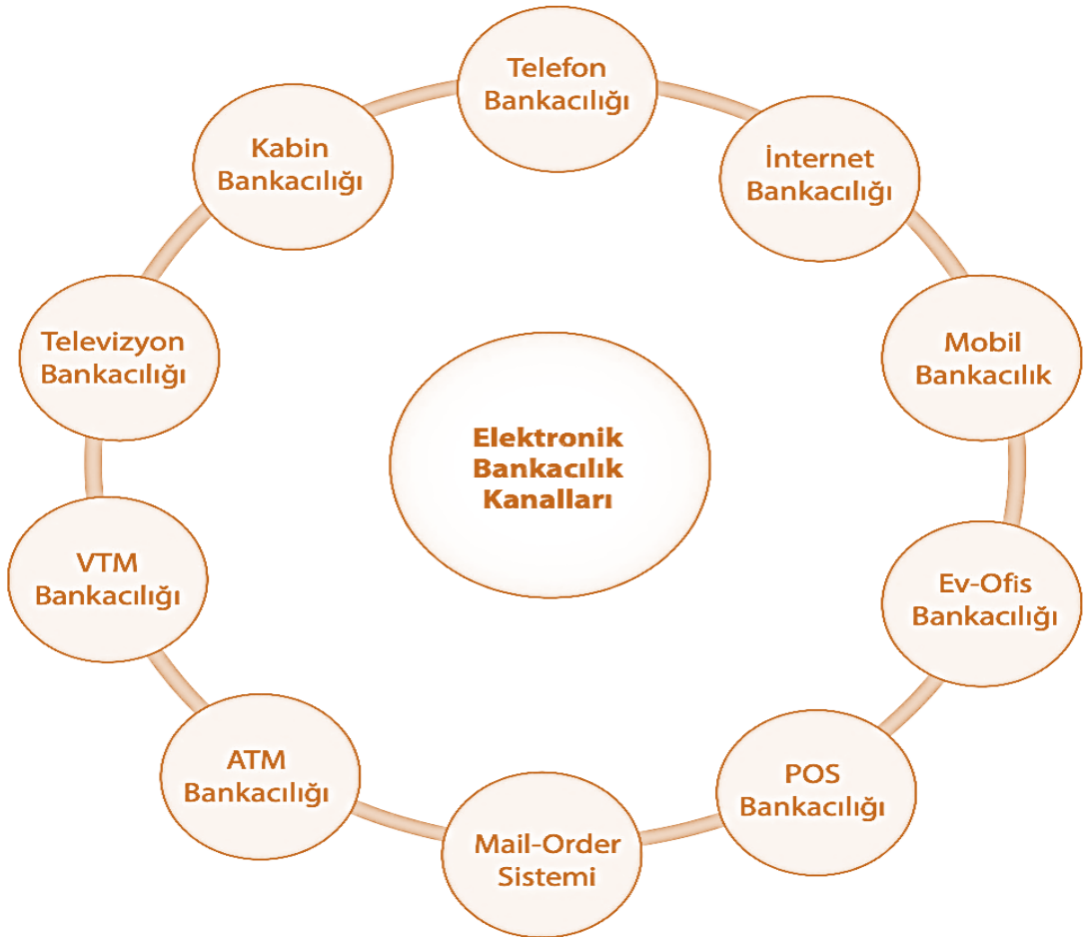 Telefon
Bankacılığı
İnternet
Bankacılığı
Mobil
Bankacılık
Ev-Ofis
Bankacılığı
POS
Bankacılığı
Mail-Order
Sistemi
ATM
Bankacılığı
VTM
Bankacılığı
Televizyon
Bankacılığı
Kabin
Bankacılığı
Elektronik
Bankacılık
Kanalları